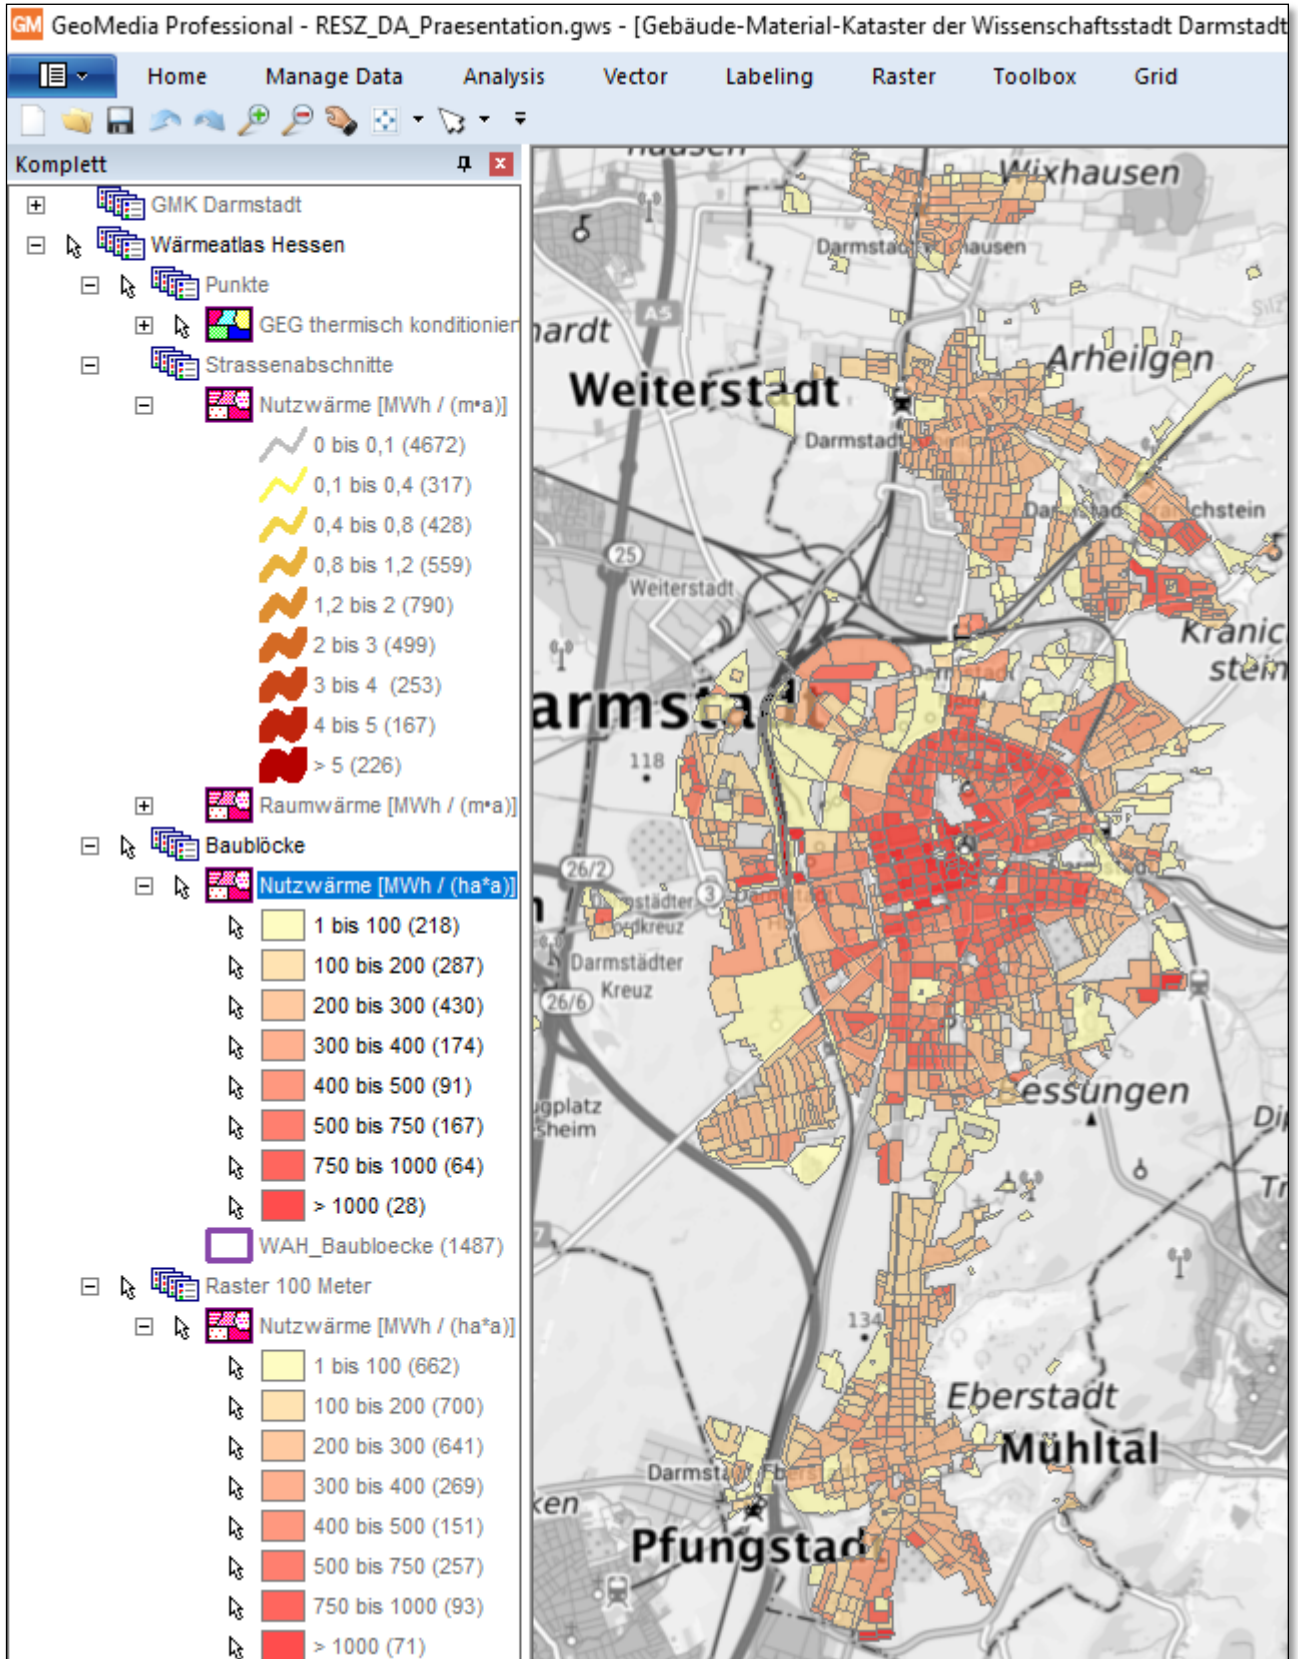 GM GeoMedia Professional - RESZ_DA_Praesentation.gws - [Gebäude-Material-Kataster der Wissenschaftsstadt Darmstadt
Home Manage Data Analysis Vector Labeling Raster Toolbox Grid
Komplett
GMK Darmstadt
Wärmeatlas Hessen
Punkte
GEG thermisch konditionier
Strassenabschnitte
Nutzwärme [MWh / (m•a)]
0 bis 0,1 (4672)
0,1 bis 0,4 (317)
0,4 bis 0,8 (428)
0,8 bis 1,2 (559)
1,2 bis 2 (790)
2 bis 3 (499)
3 bis 4 (253)
4 bis 5 (167)
> 5 (226)
Raumwärme [MWh / (m•a)]
Baublöcke
Nutzwärme [MWh / (ha*a)]
1 bis 100 (218)
100 bis 200 (287)
200 bis 300 (430)
300 bis 400 (174)
400 bis 500 (91)
500 bis 750 (167)
750 bis 1000 (64)
> 1000 (28)
WAH_Baubloecke (1487)
Raster 100 Meter
Nutzwärme [MWh / (ha*a)]
1 bis 100 (662)
100 bis 200 (700)
200 bis 300 (641)
300 bis 400 (269)
400 bis 500 (151)
500 bis 750 (257)
750 bis 1000 (93)
> 1000 (71)
Wixhausen
A5
Arheilgen
Weiterstadt
Darmstadt
25
Weiterstadt
Kranic
stein
armstadt
118
26/2
3
Darmstädter
Kreuz
26/6
essungen
134
Eberstadt
Mühltal
Darmstadt Eberstadt
Pfungstad